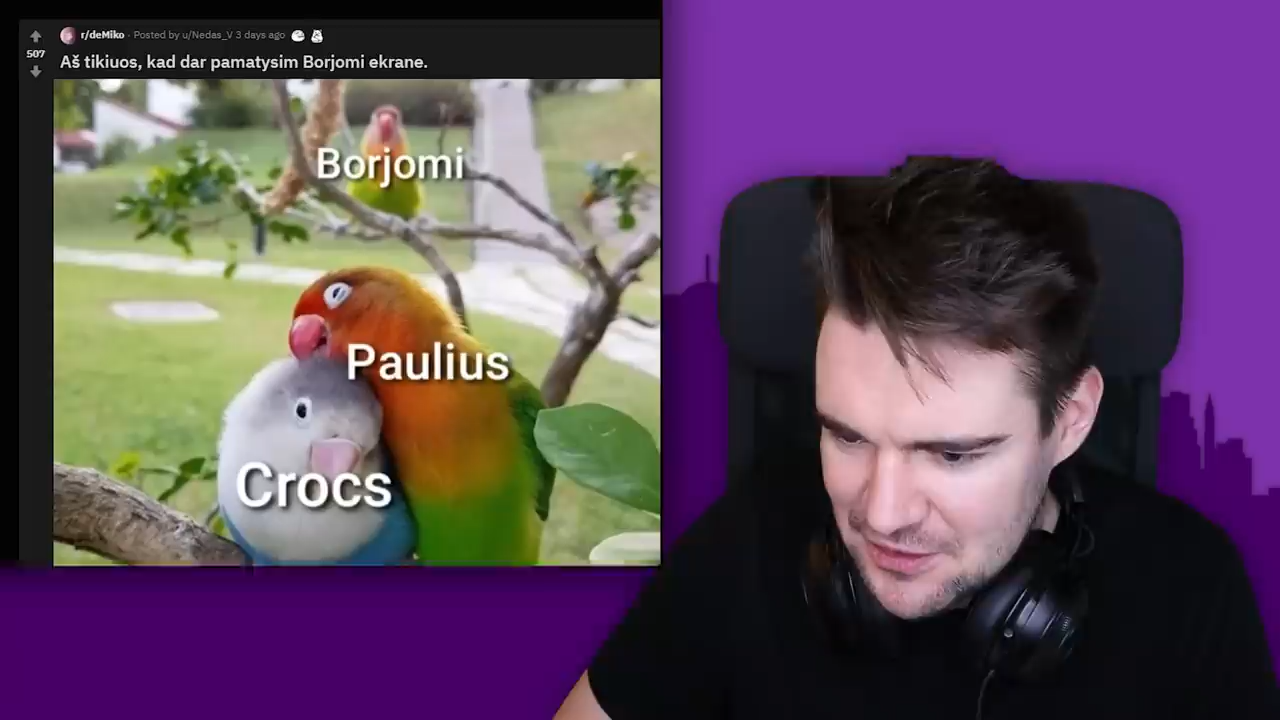 r/deMiko · Posted by u/Nedas_V 3 days ago
507
Aš tikiuos, kad dar pamatysim Borjomi ekrane.
Borjomi
Paulius
Crocs